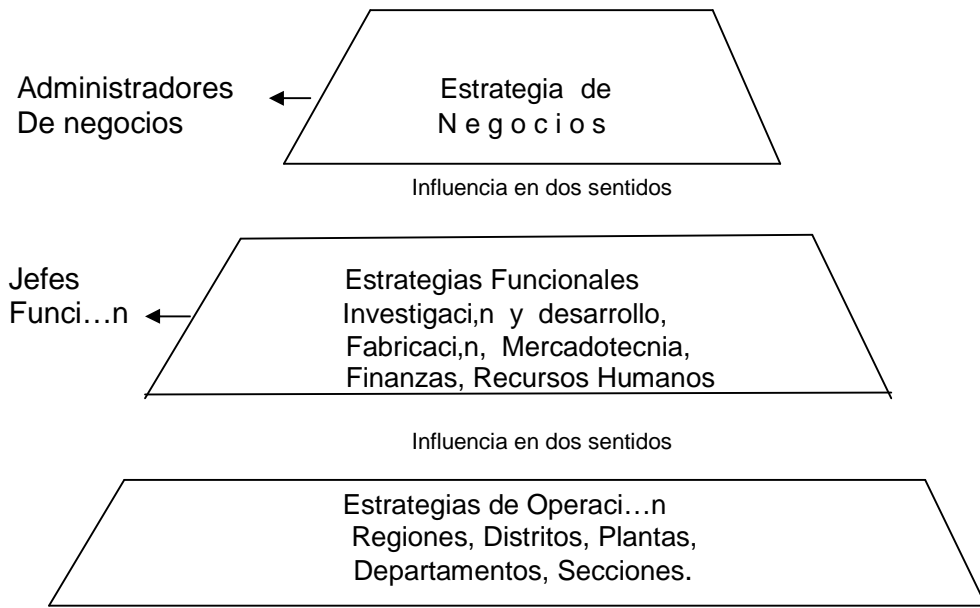 Administradores
De negocios
Estrategia de
Negocios
Influencia en dos sentidos
Jefes
Funci…n
Estrategias Funcionales
Investigaci‚n y desarrollo,
Fabricaci‚n, Mercadotecnia,
Finanzas, Recursos Humanos
Influencia en dos sentidos
Estrategias de Operaci…n
Regiones, Distritos, Plantas,
Departamentos, Secciones.